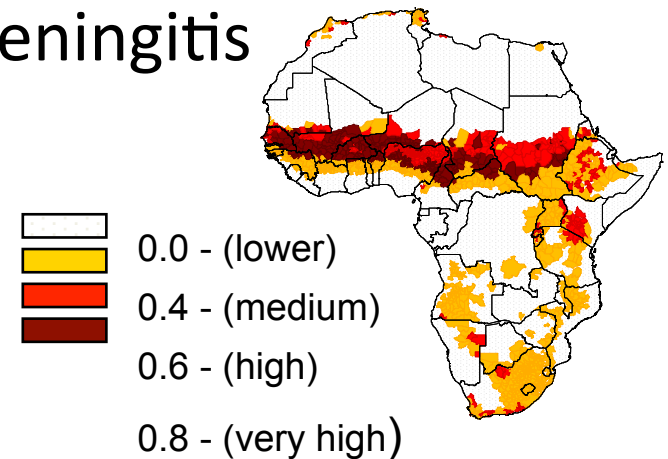 eningitis
0.0 - (lower)
0.4 - (medium)
0.6 - (high)
0.8 - (very high)